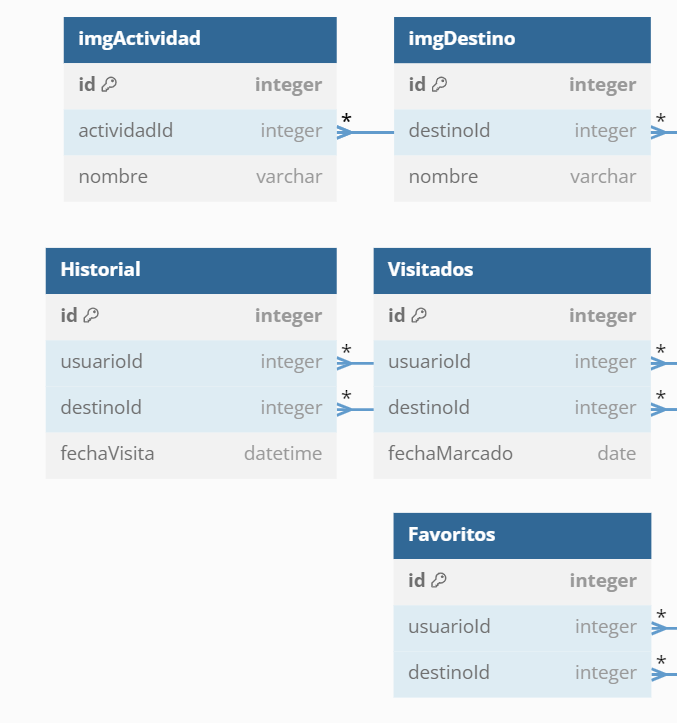 imgActividad
id integer
actividadId integer *
nombre varchar
imgDestino
id integer
destinoId integer *
nombre varchar
Historial
id integer
usuarioId integer *
destinoId integer *
fechaVisita datetime
Visitados
id integer
usuarioId integer *
destinoId integer *
fechaMarcado date
Favoritos
id integer
usuarioId integer *
destinoId integer *